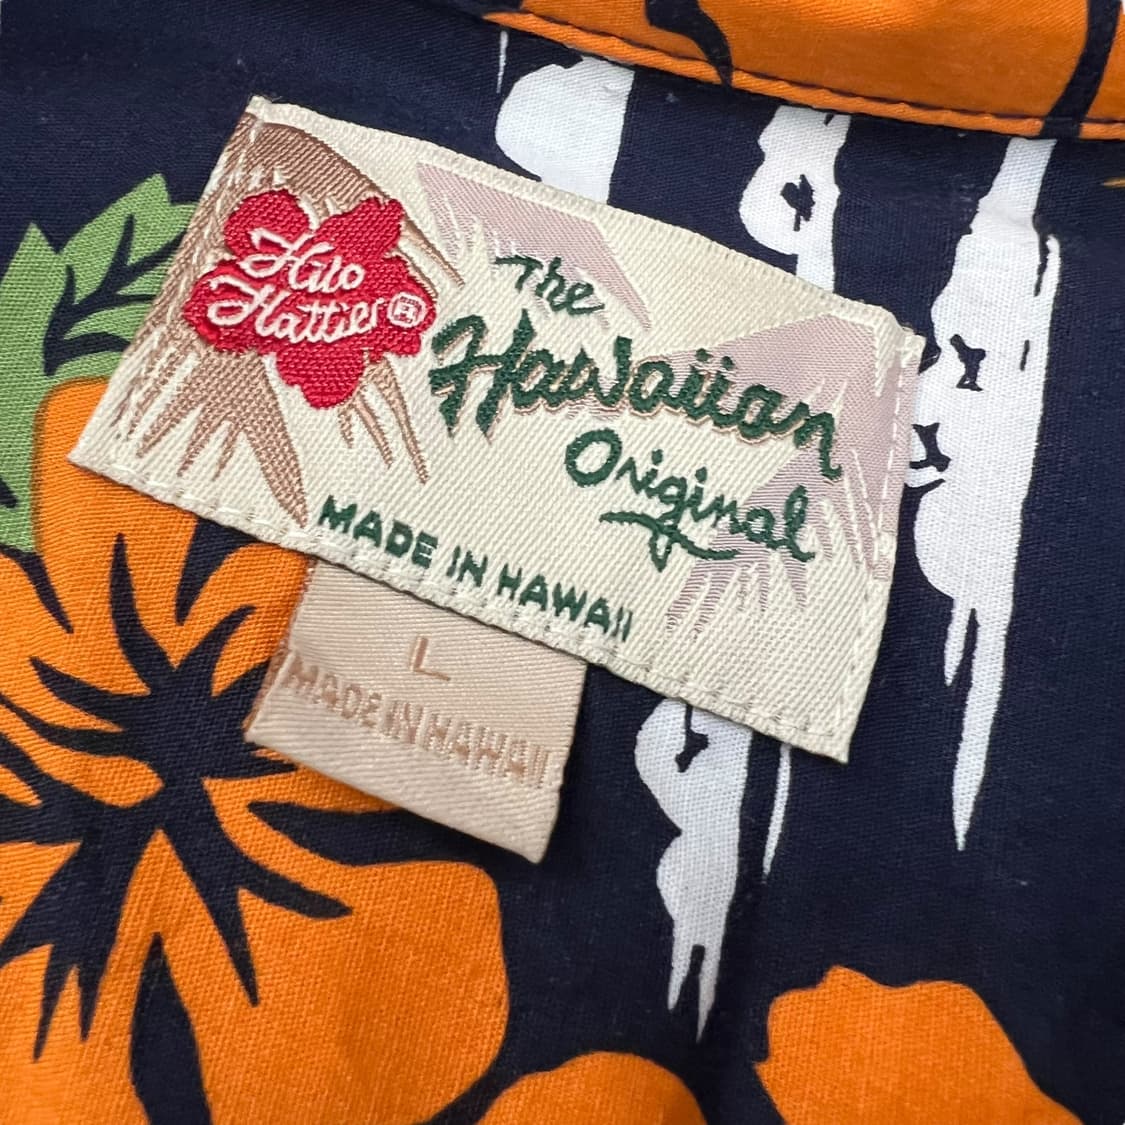 Hilo
Hattie®
The
Hawaiian
Original
MADE IN HAWAII
L
MADE IN HAWAII